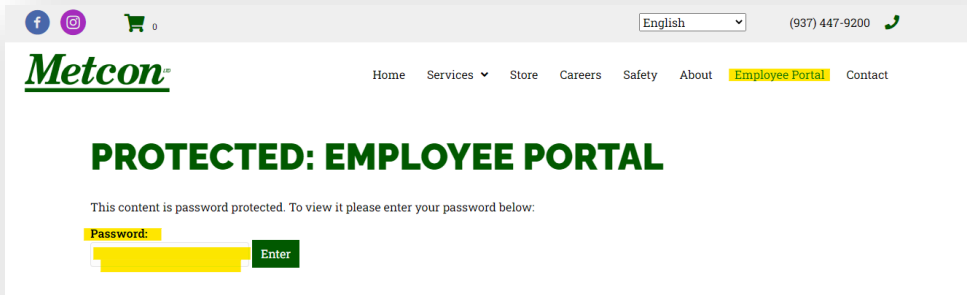 0 English (937) 447-9200
Metcon LTD
Home Services Store Careers Safety About Employee Portal Contact
PROTECTED: EMPLOYEE PORTAL
This content is password protected. To view it please enter your password below:
Password:
Enter